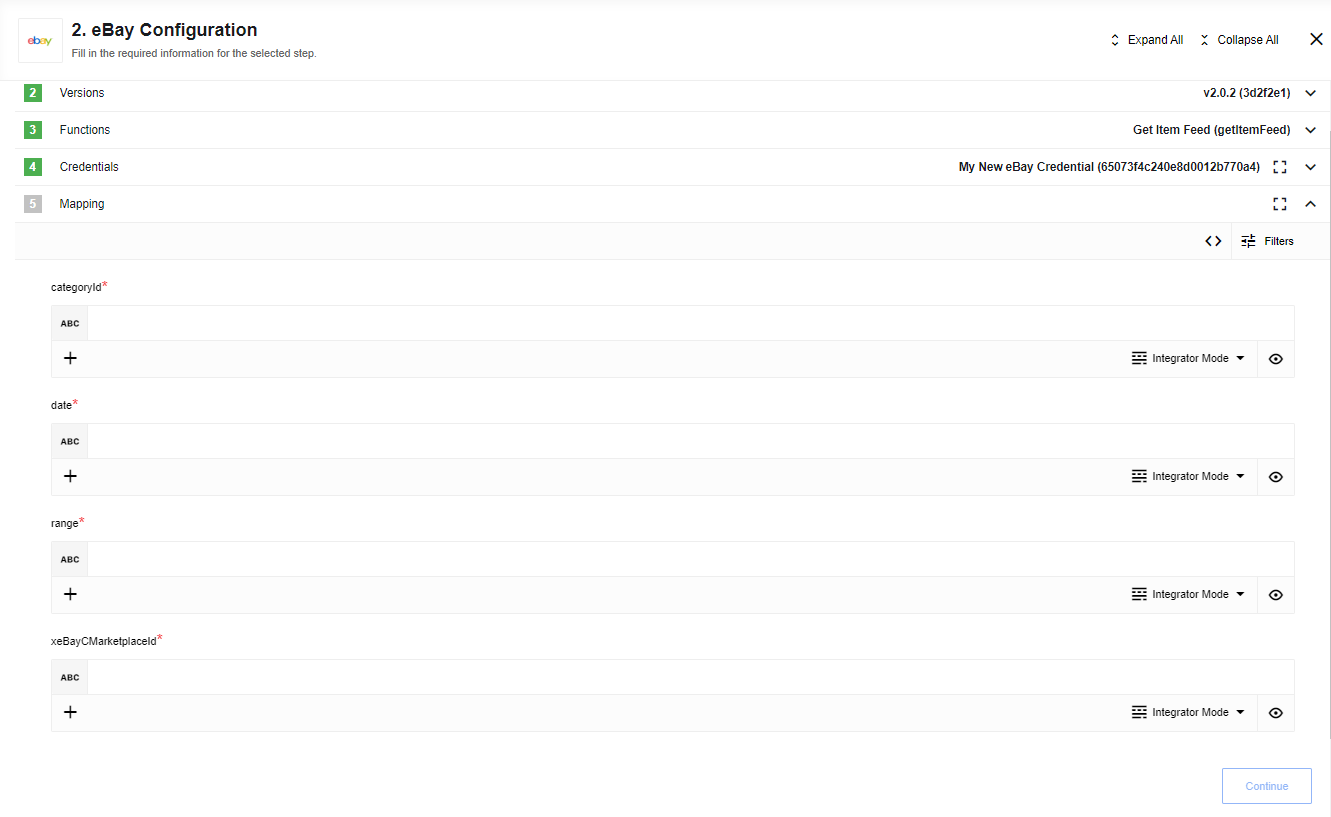 ebay
2. eBay Configuration
Fill in the required information for the selected step.
Expand All
Collapse All
2 Versions v2.0.2 (3d2f2e1)
3 Functions Get Item Feed (getItemFeed)
4 Credentials My New eBay Credential (65073f4c240e8d0012b770a4)
5 Mapping
Filters
categoryId*
ABC
Integrator Mode
date*
ABC
Integrator Mode
range*
ABC
Integrator Mode
xeBayCMarketplaceId*
ABC
Integrator Mode
Continue